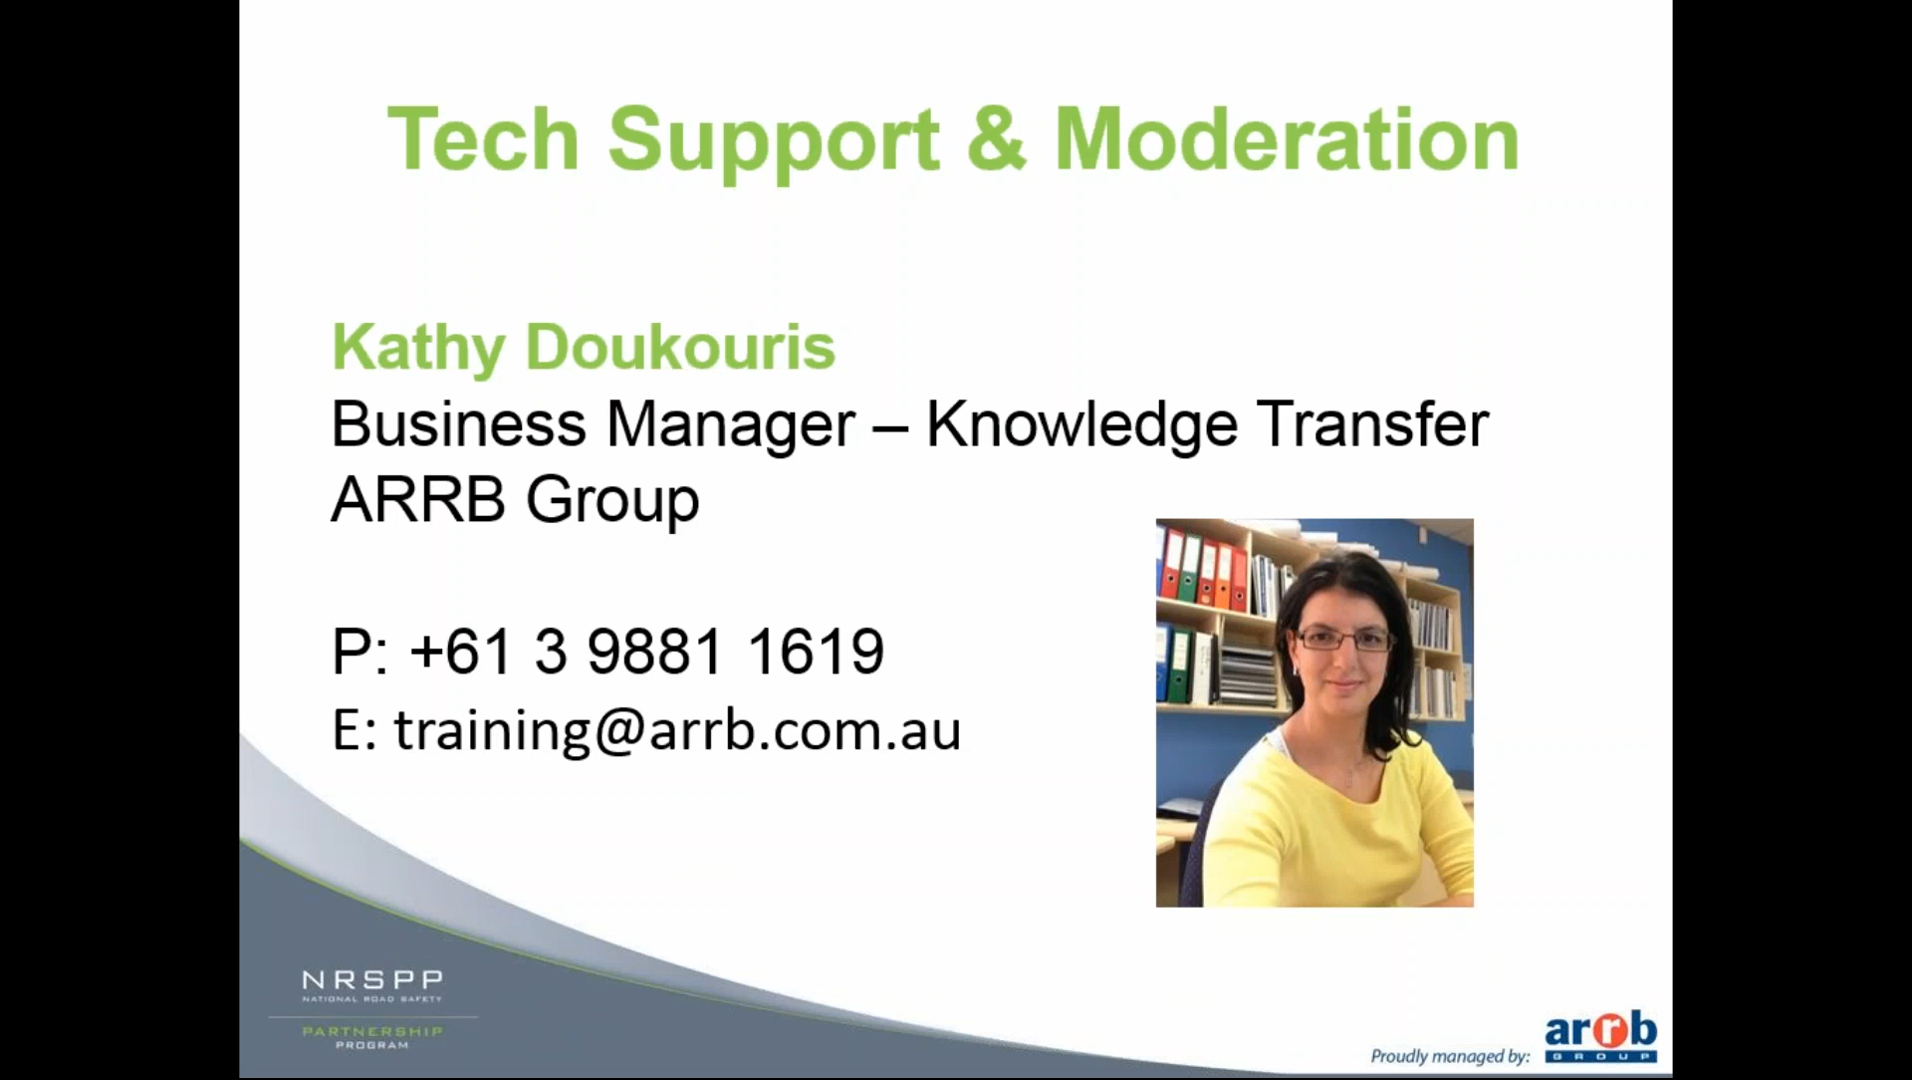 Tech Support & Moderation
Kathy Doukouris
Business Manager – Knowledge Transfer
ARRB Group
P: +61 3 9881 1619
E: training@arrb.com.au
NRSPP
NATIONAL ROAD SAFETY
PARTNERSHIP
PROGRAM
Proudly managed by:
arrb
GROUP